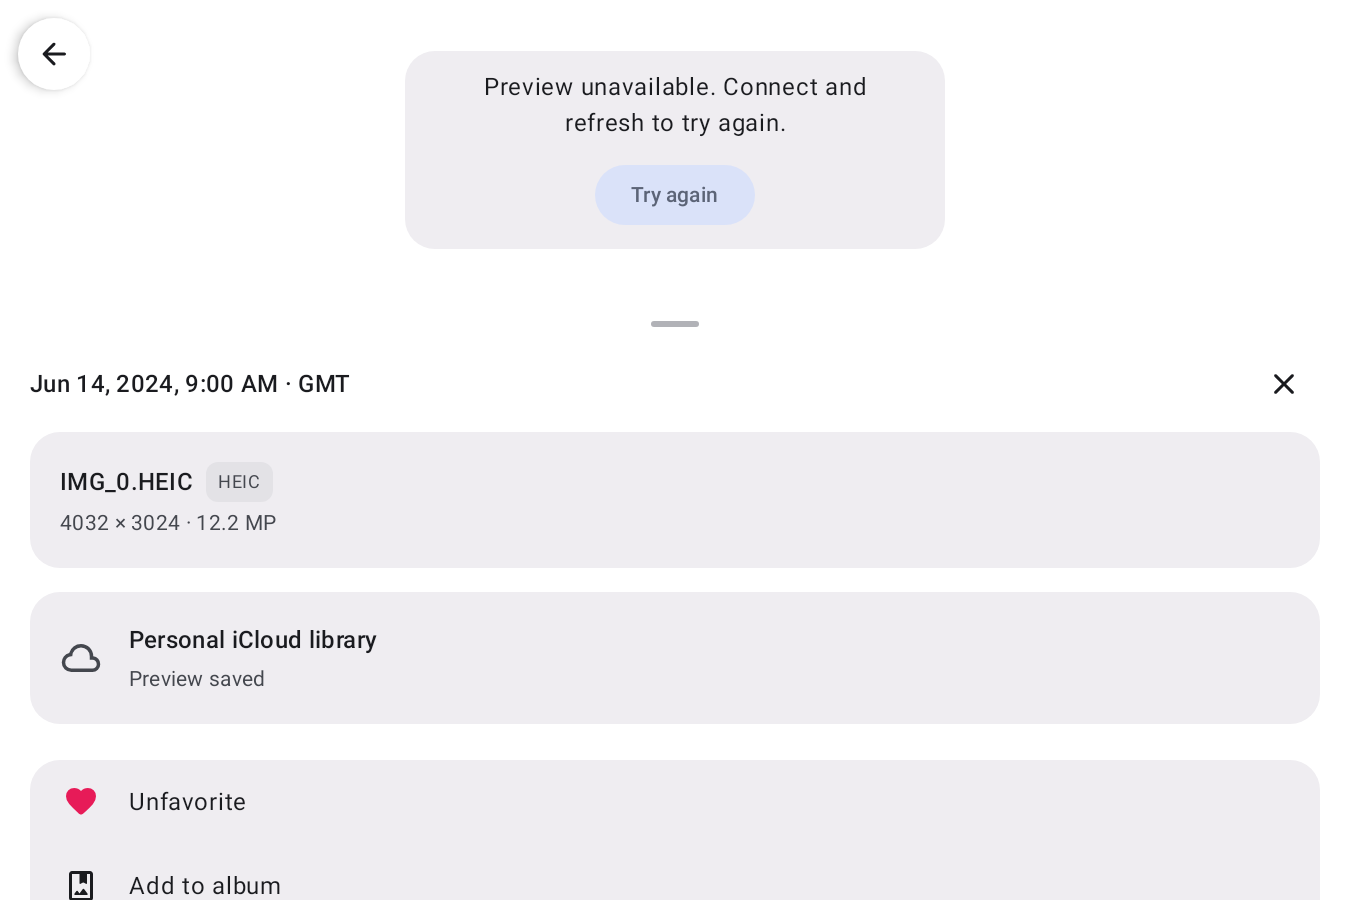 Preview unavailable. Connect and
refresh to try again.
Try again
Jun 14, 2024, 9:00 AM · GMT
IMG_0.HEIC HEIC
4032 × 3024 · 12.2 MP
Personal iCloud library
Preview saved
Unfavorite
Add to album